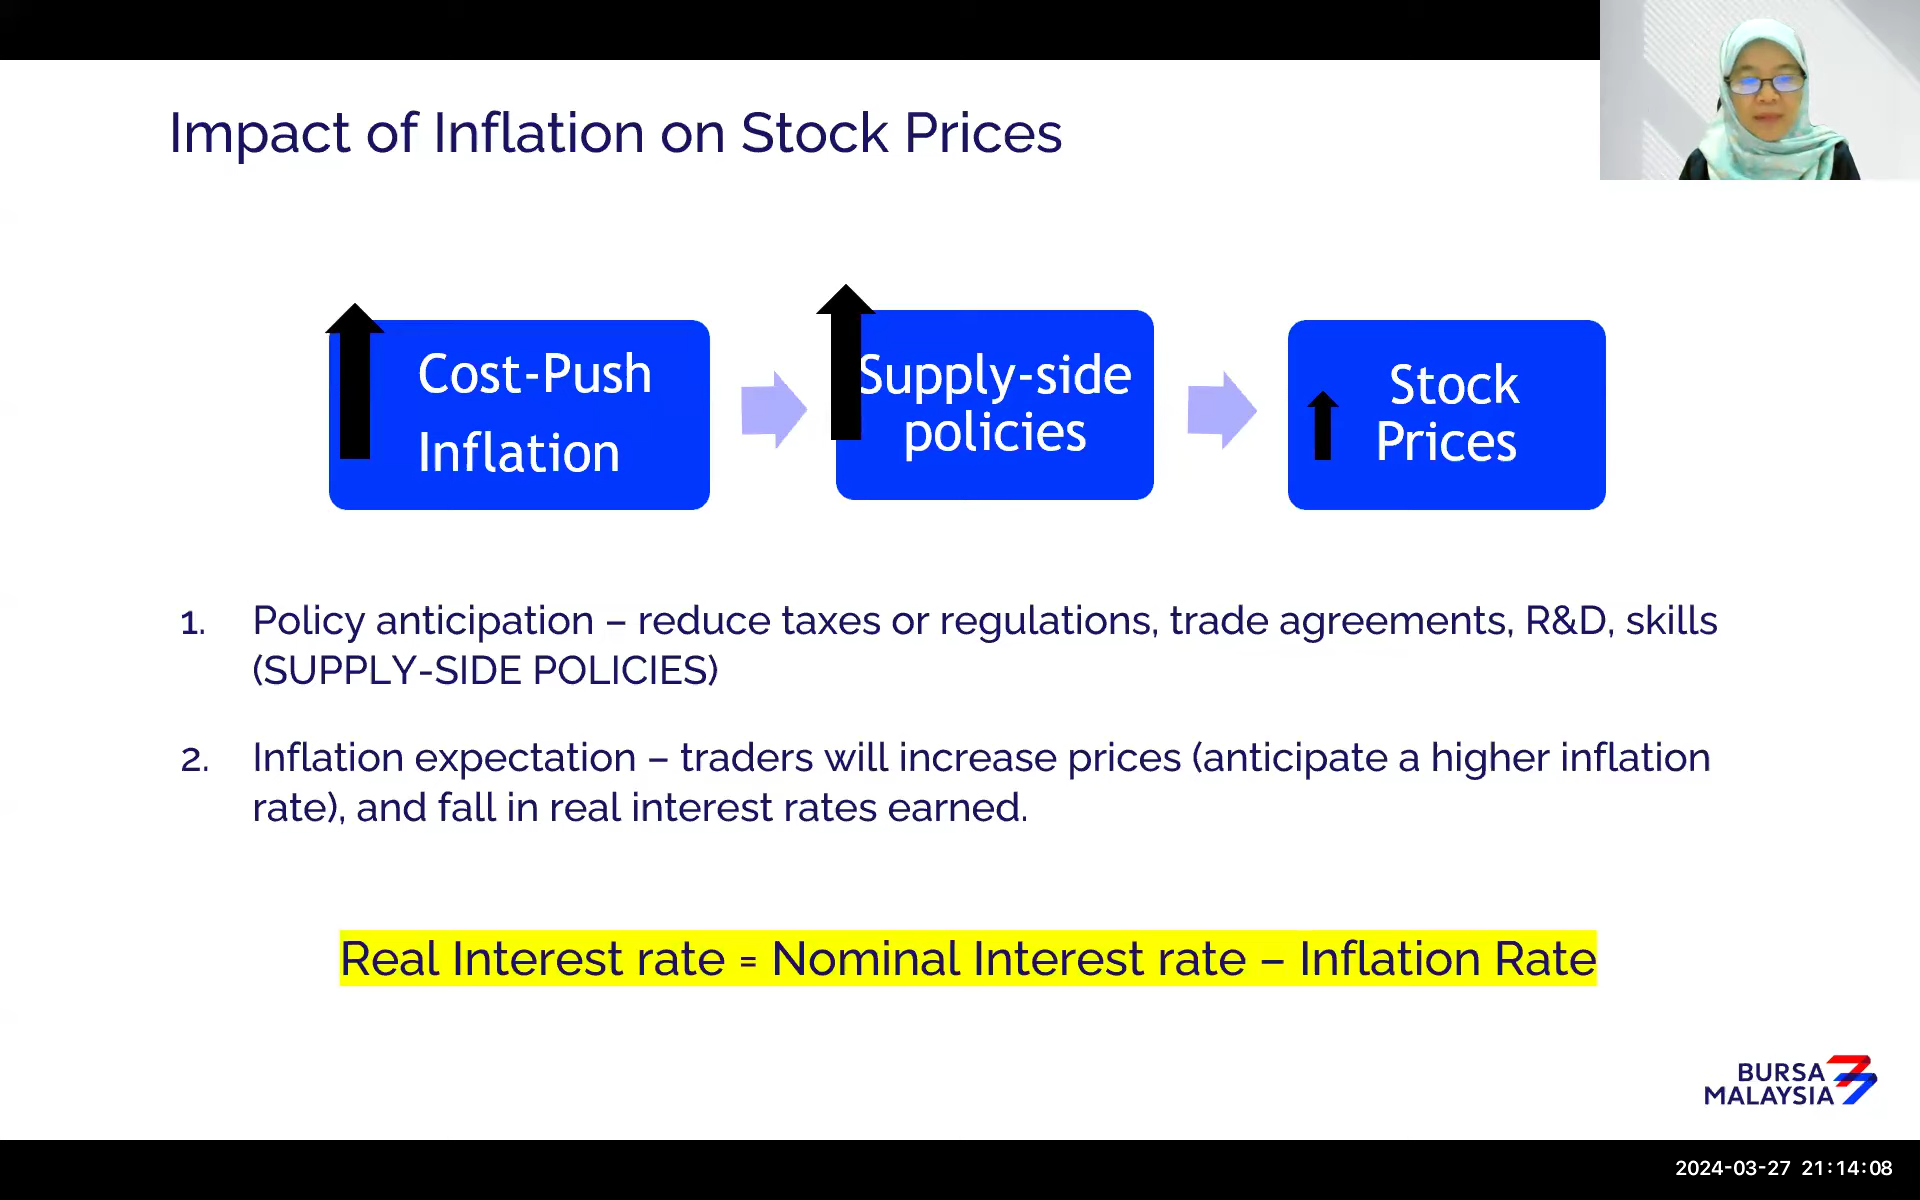 Impact of Inflation on Stock Prices
Cost-Push
Inflation
Supply-side
policies
Stock
Prices
1. Policy anticipation – reduce taxes or regulations, trade agreements, R&D, skills
(SUPPLY-SIDE POLICIES)
2. Inflation expectation – traders will increase prices (anticipate a higher inflation
rate), and fall in real interest rates earned.
Real Interest rate = Nominal Interest rate – Inflation Rate
BURSA
MALAYSIA
2024-03-27 21:14:08